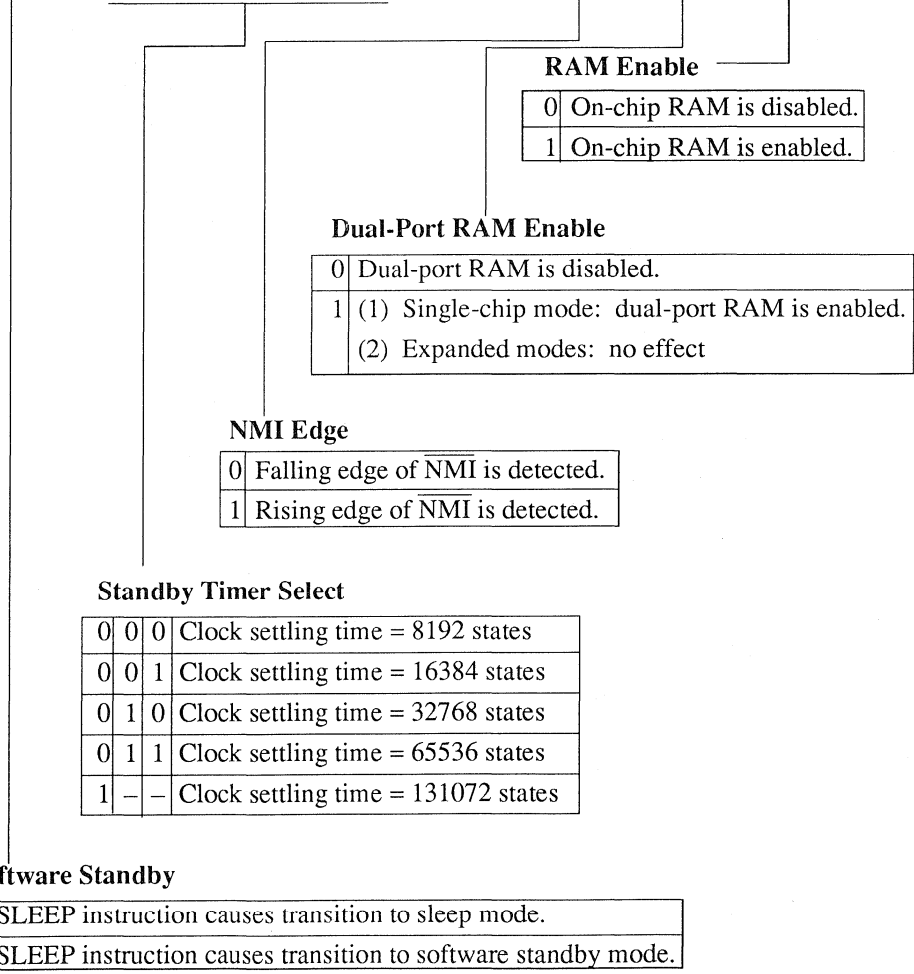 RAM Enable
0 On-chip RAM is disabled.
1 On-chip RAM is enabled.
Dual-Port RAM Enable
0 Dual-port RAM is disabled.
1 (1) Single-chip mode: dual-port RAM is enabled.
(2) Expanded modes: no effect
NMI Edge
0 Falling edge of NMI is detected.
1 Rising edge of NMI is detected.
Standby Timer Select
0 0 0 Clock settling time = 8192 states
0 0 1 Clock settling time = 16384 states
0 1 0 Clock settling time = 32768 states
0 1 1 Clock settling time = 65536 states
1 – – Clock settling time = 131072 states
ftware Standby
SLEEP instruction causes transition to sleep mode.
SLEEP instruction causes transition to software standby mode.